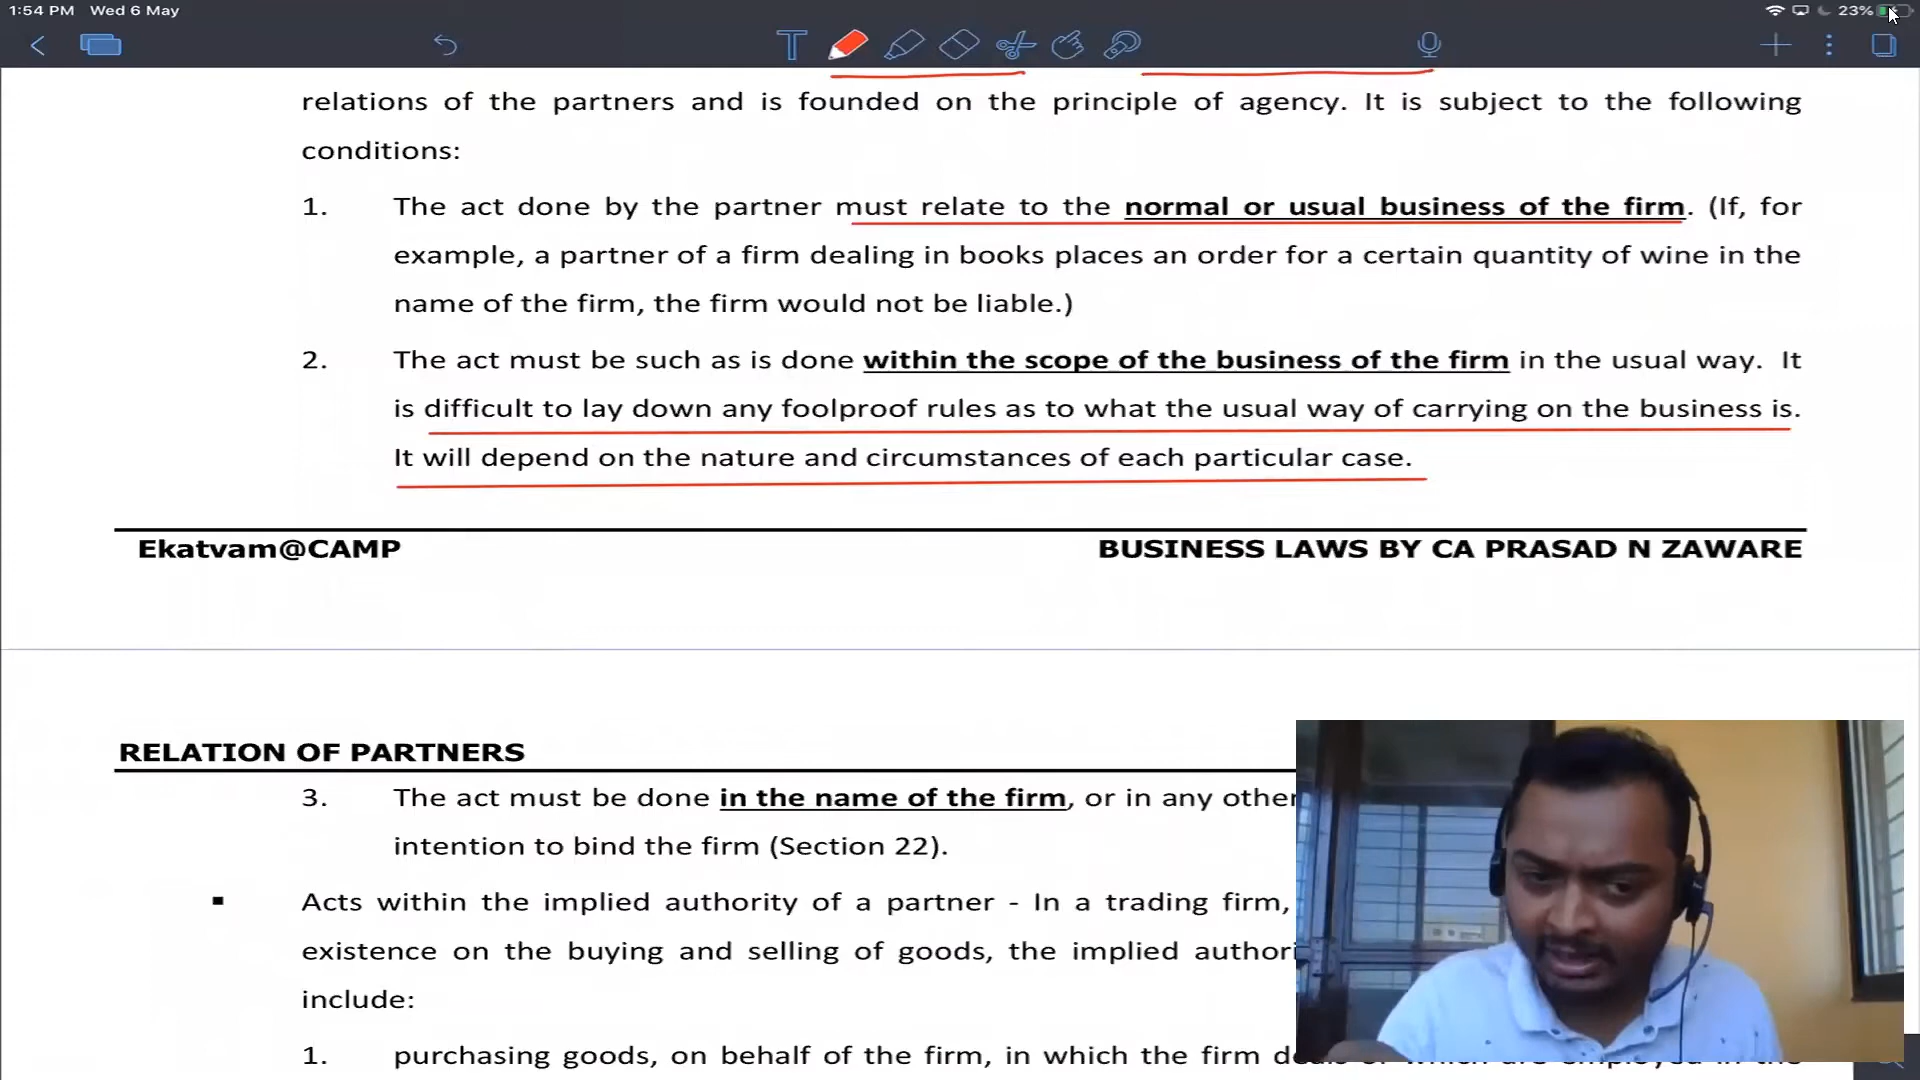 1:54 PM Wed 6 May
23%
relations of the partners and is founded on the principle of agency. It is subject to the following
conditions:
1. The act done by the partner must relate to the normal or usual business of the firm. (If, for
example, a partner of a firm dealing in books places an order for a certain quantity of wine in the
name of the firm, the firm would not be liable.)
2. The act must be such as is done within the scope of the business of the firm in the usual way. It
is difficult to lay down any foolproof rules as to what the usual way of carrying on the business is.
It will depend on the nature and circumstances of each particular case.
Ekatvam@CAMP BUSINESS LAWS BY CA PRASAD N ZAWARE
RELATION OF PARTNERS
3. The act must be done in the name of the firm, or in any other
intention to bind the firm (Section 22).
▪ Acts within the implied authority of a partner - In a trading firm,
existence on the buying and selling of goods, the implied
include:
1. purchasing goods, on behalf of the firm, in which the firm